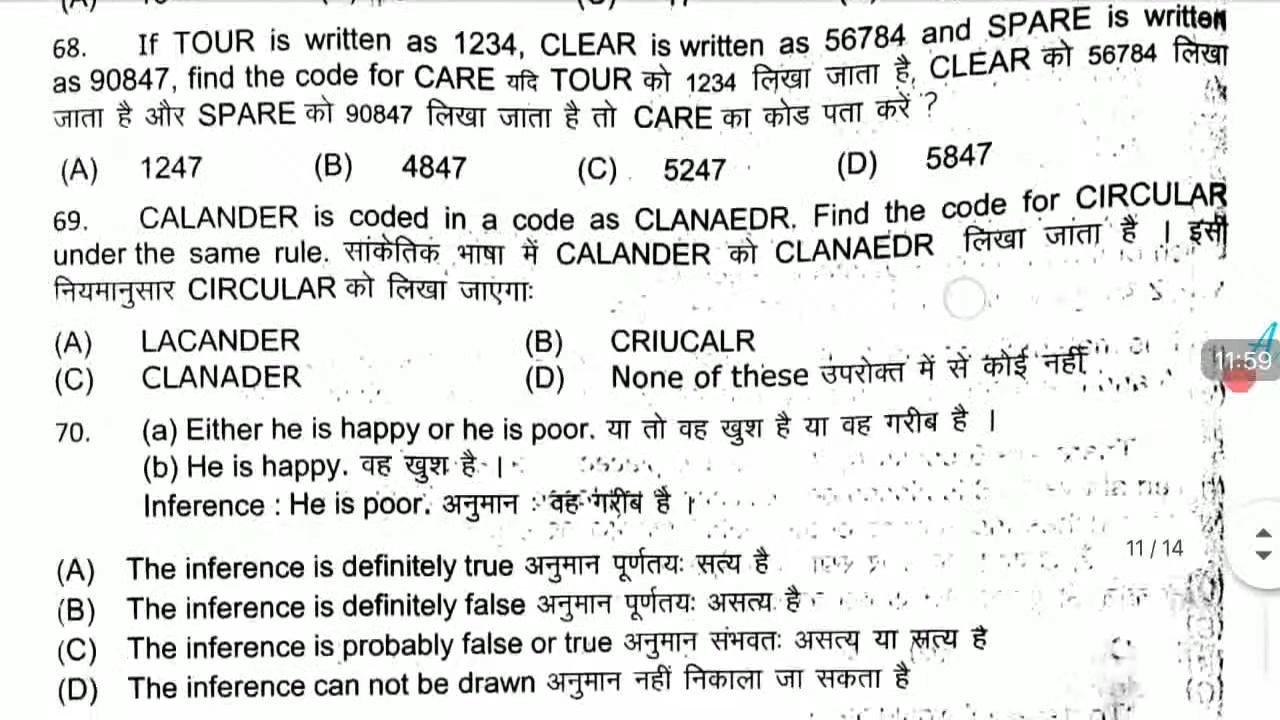 68. If TOUR is written as 1234, CLEAR is written as 56784 and SPARE is written
as 90847, find the code for CARE यदि TOUR को 1234 लिखा जाता है, CLEAR को 56784 लिखा
जाता है और SPARE को 90847 लिखा जाता है तो CARE का कोड पता करें ?
(A) 1247 (B) 4847 (C) 5247 (D) 5847
69. CALANDER is coded in a code as CLANAEDR. Find the code for CIRCULAR
under the same rule. सांकेतिक भाषा में CALANDER को CLANAEDR लिखा जांता है । इसी
नियमानुसार CIRCULAR को लिखा जाएगाः
(A) LACANDER (B) CRIUCALR
(C) CLANADER (D) None of these उपरोक्त में से कोई नहीं
11:59
70. (a) Either he is happy or he is poor. या तो वह खुश है या वह गरीब है ।
(b) He is happy. वह खुश है ।
Inference : He is poor. अनुमान : वह गरीब है ।
11 / 14
(A) The inference is definitely true अनुमान पूर्णतयः सत्य है
(B) The inference is definitely false अनुमान पूर्णतयः असत्य है
(C) The inference is probably false or true अनुमान संभवतः असत्य या सत्य है
(D) The inference can not be drawn अनुमान नहीं निकाला जा सकता है